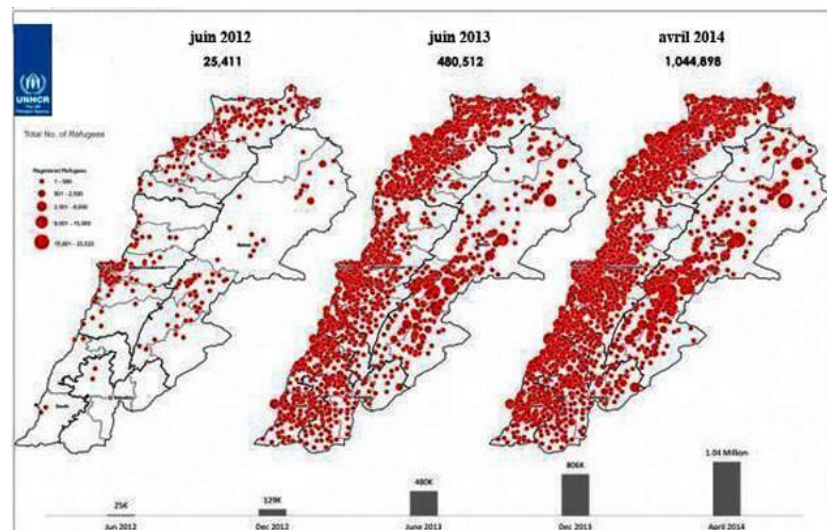 juin 2012
25,411
juin 2013
480,512
avril 2014
1,044,898
UNHCR
Total No. of Refugees
Registered Refugees
25K
129K
480K
806K
1.04 Million
Jun 2012
Dec 2012
June 2013
Dec 2013
April 2014